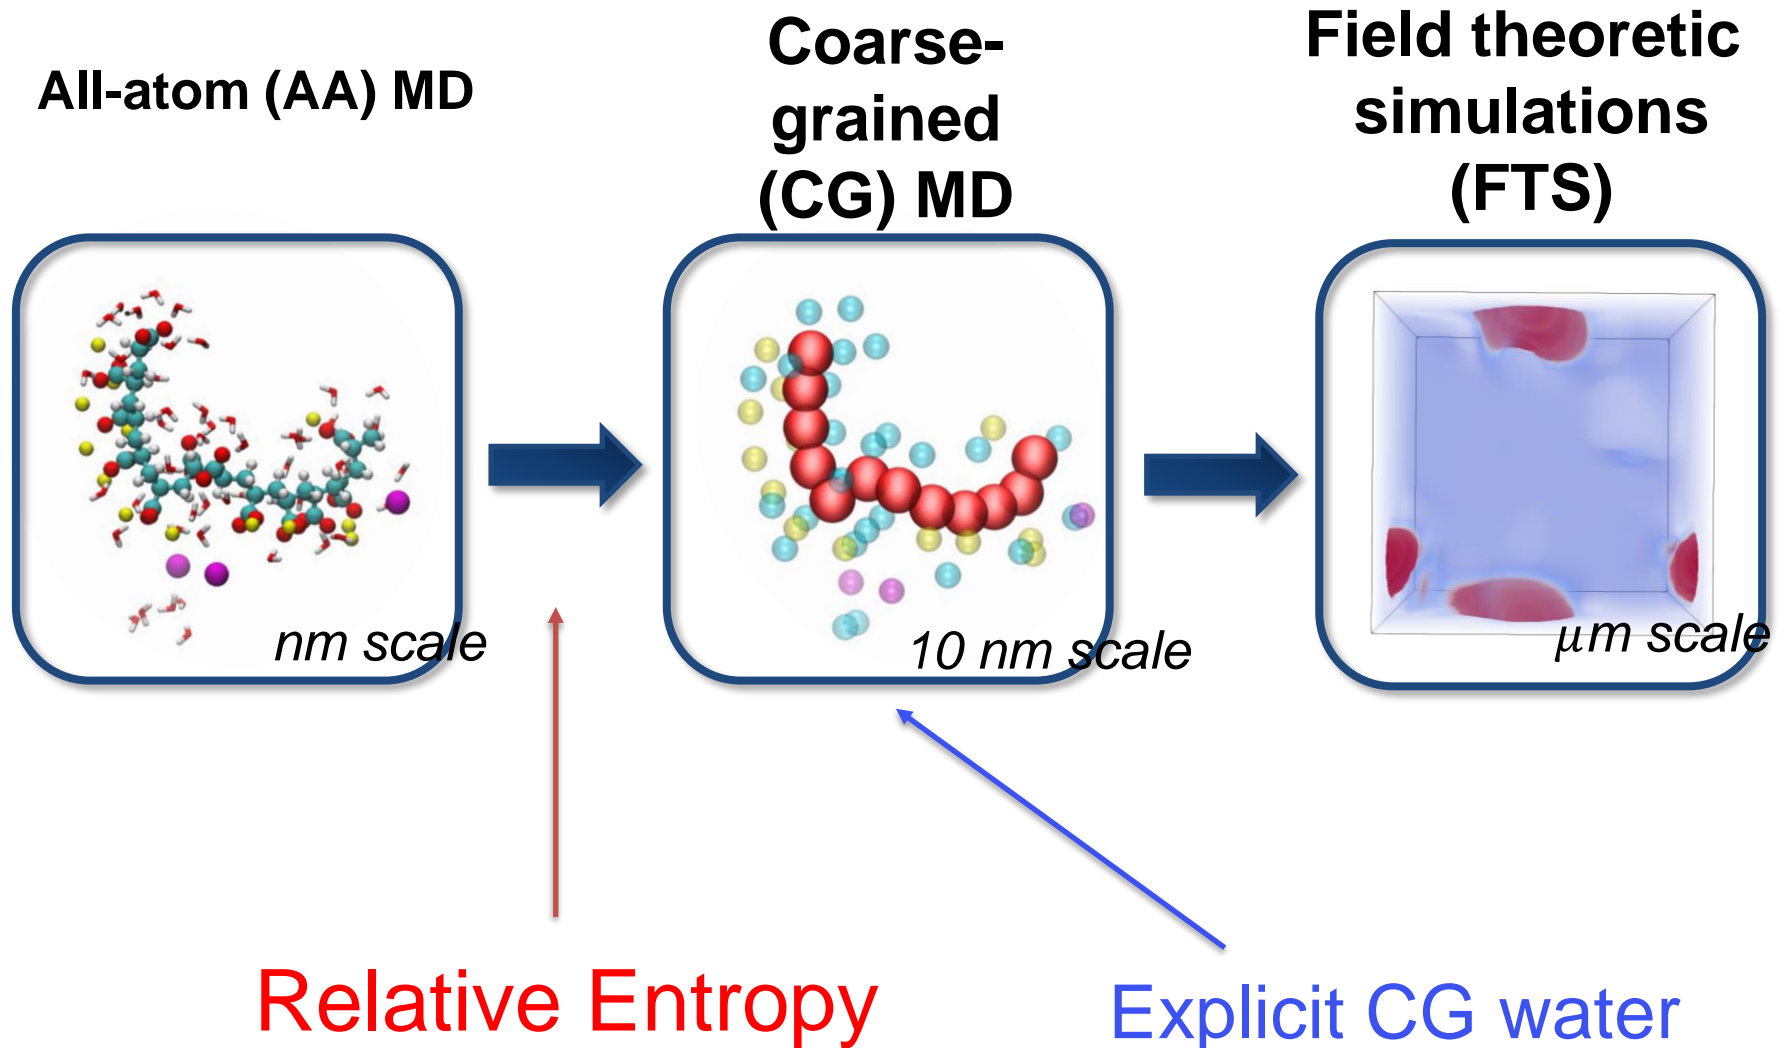 All-atom (AA) MD
Coarse-
grained
(CG) MD
Field theoretic
simulations
(FTS)
nm scale
10 nm scale
μm scale
Relative Entropy
Explicit CG water